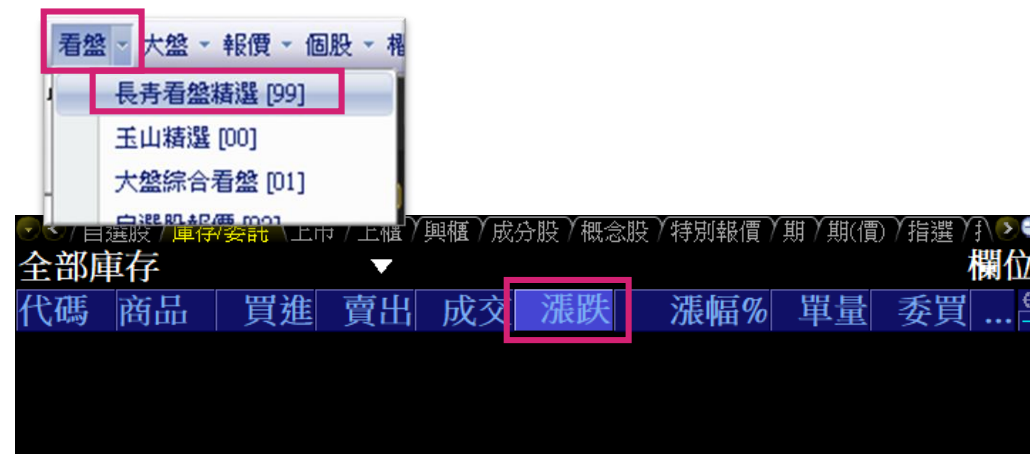 看盤 大盤 報價 個股
長青看盤精選 [99]
玉山精選 [00]
大盤綜合看盤 [01]
自選股 庫存/委託 上市 上櫃 興櫃 成分股 概念股 特別報價 期 期(價) 指選
全部庫存 欄位
代碼 商品 買進 賣出 成交 漲跌 漲幅% 單量 委買 ...